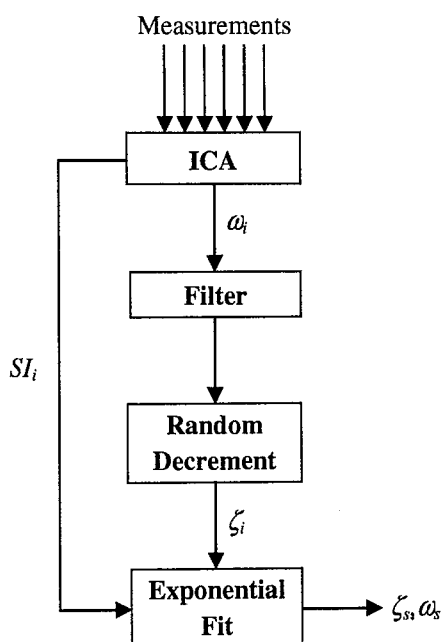 Measurements
ICA
ωᵢ
Filter
SIᵢ
Random
Decrement
ζᵢ
Exponential
Fit
ζₛ, ωₛ